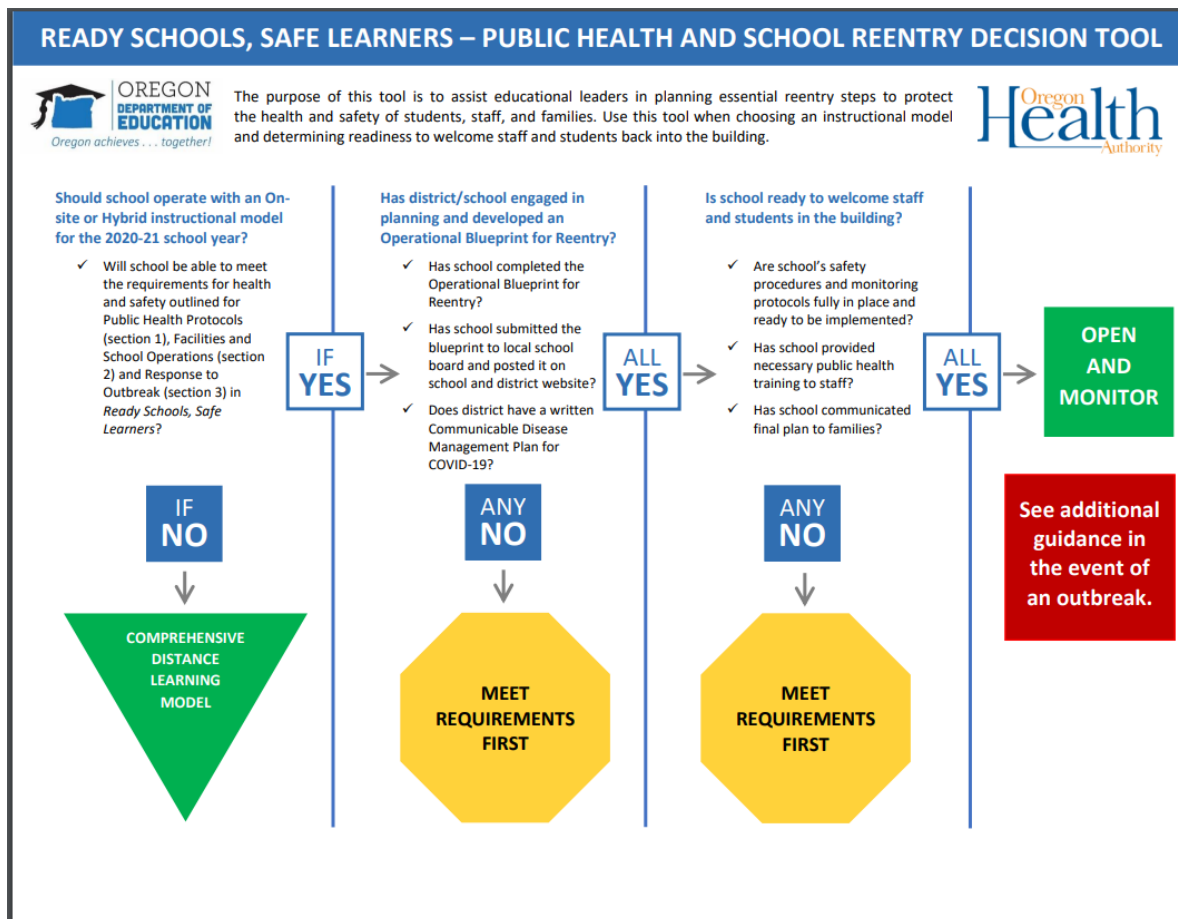 READY SCHOOLS, SAFE LEARNERS – PUBLIC HEALTH AND SCHOOL REENTRY DECISION TOOL
OREGON
DEPARTMENT OF
EDUCATION
Oregon achieves . . . together!
The purpose of this tool is to assist educational leaders in planning essential reentry steps to protect
the health and safety of students, staff, and families. Use this tool when choosing an instructional model
and determining readiness to welcome staff and students back into the building.
Oregon
Health
Authority
Should school operate with an On-
site or Hybrid instructional model
for the 2020-21 school year?
✓ Will school be able to meet
the requirements for health
and safety outlined for
Public Health Protocols
(section 1), Facilities and
School Operations (section
2) and Response to
Outbreak (section 3) in
Ready Schools, Safe
Learners?
IF
YES
IF
NO
COMPREHENSIVE
DISTANCE
LEARNING
MODEL
Has district/school engaged in
planning and developed an
Operational Blueprint for Reentry?
✓ Has school completed the
Operational Blueprint for
Reentry?
✓ Has school submitted the
blueprint to local school
board and posted it on
school and district website?
✓ Does district have a written
Communicable Disease
Management Plan for
COVID-19?
ALL
YES
ANY
NO
MEET
REQUIREMENTS
FIRST
Is school ready to welcome staff
and students in the building?
✓ Are school’s safety
procedures and monitoring
protocols fully in place and
ready to be implemented?
✓ Has school provided
necessary public health
training to staff?
✓ Has school communicated
final plan to families?
ALL
YES
ANY
NO
MEET
REQUIREMENTS
FIRST
OPEN
AND
MONITOR
See additional
guidance in
the event of
an outbreak.